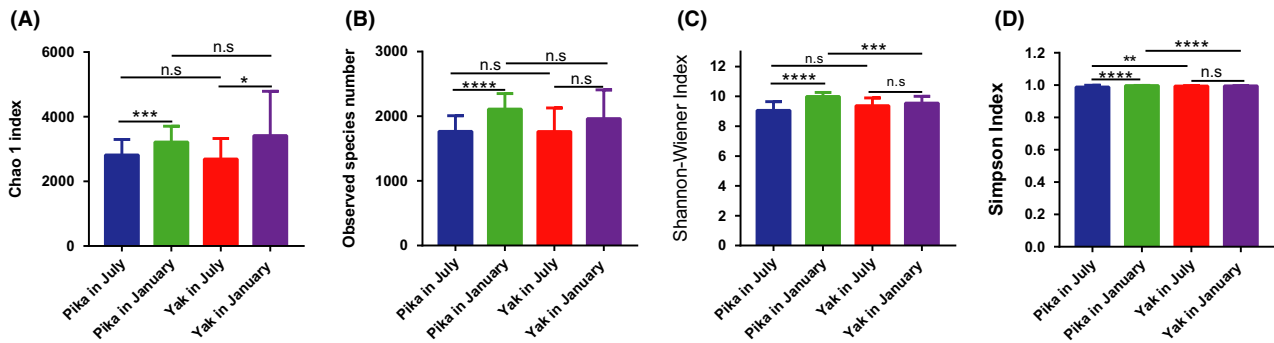 (A)
Chao 1 index
6000
4000
2000
0
n.s
n.s
*
***
Pika in July
Pika in January
Yak in July
Yak in January
(B)
Observed species number
3000
2000
1000
0
n.s
n.s
****
n.s
Pika in July
Pika in January
Yak in July
Yak in January
(C)
Shannon-Wiener Index
12
10
8
6
4
2
0
***
n.s
****
n.s
Pika in July
Pika in January
Yak in July
Yak in January
(D)
Simpson Index
1.2
1.0
0.8
0.6
0.4
0.2
0.0
****
**
****
n.s
Pika in July
Pika in January
Yak in July
Yak in January